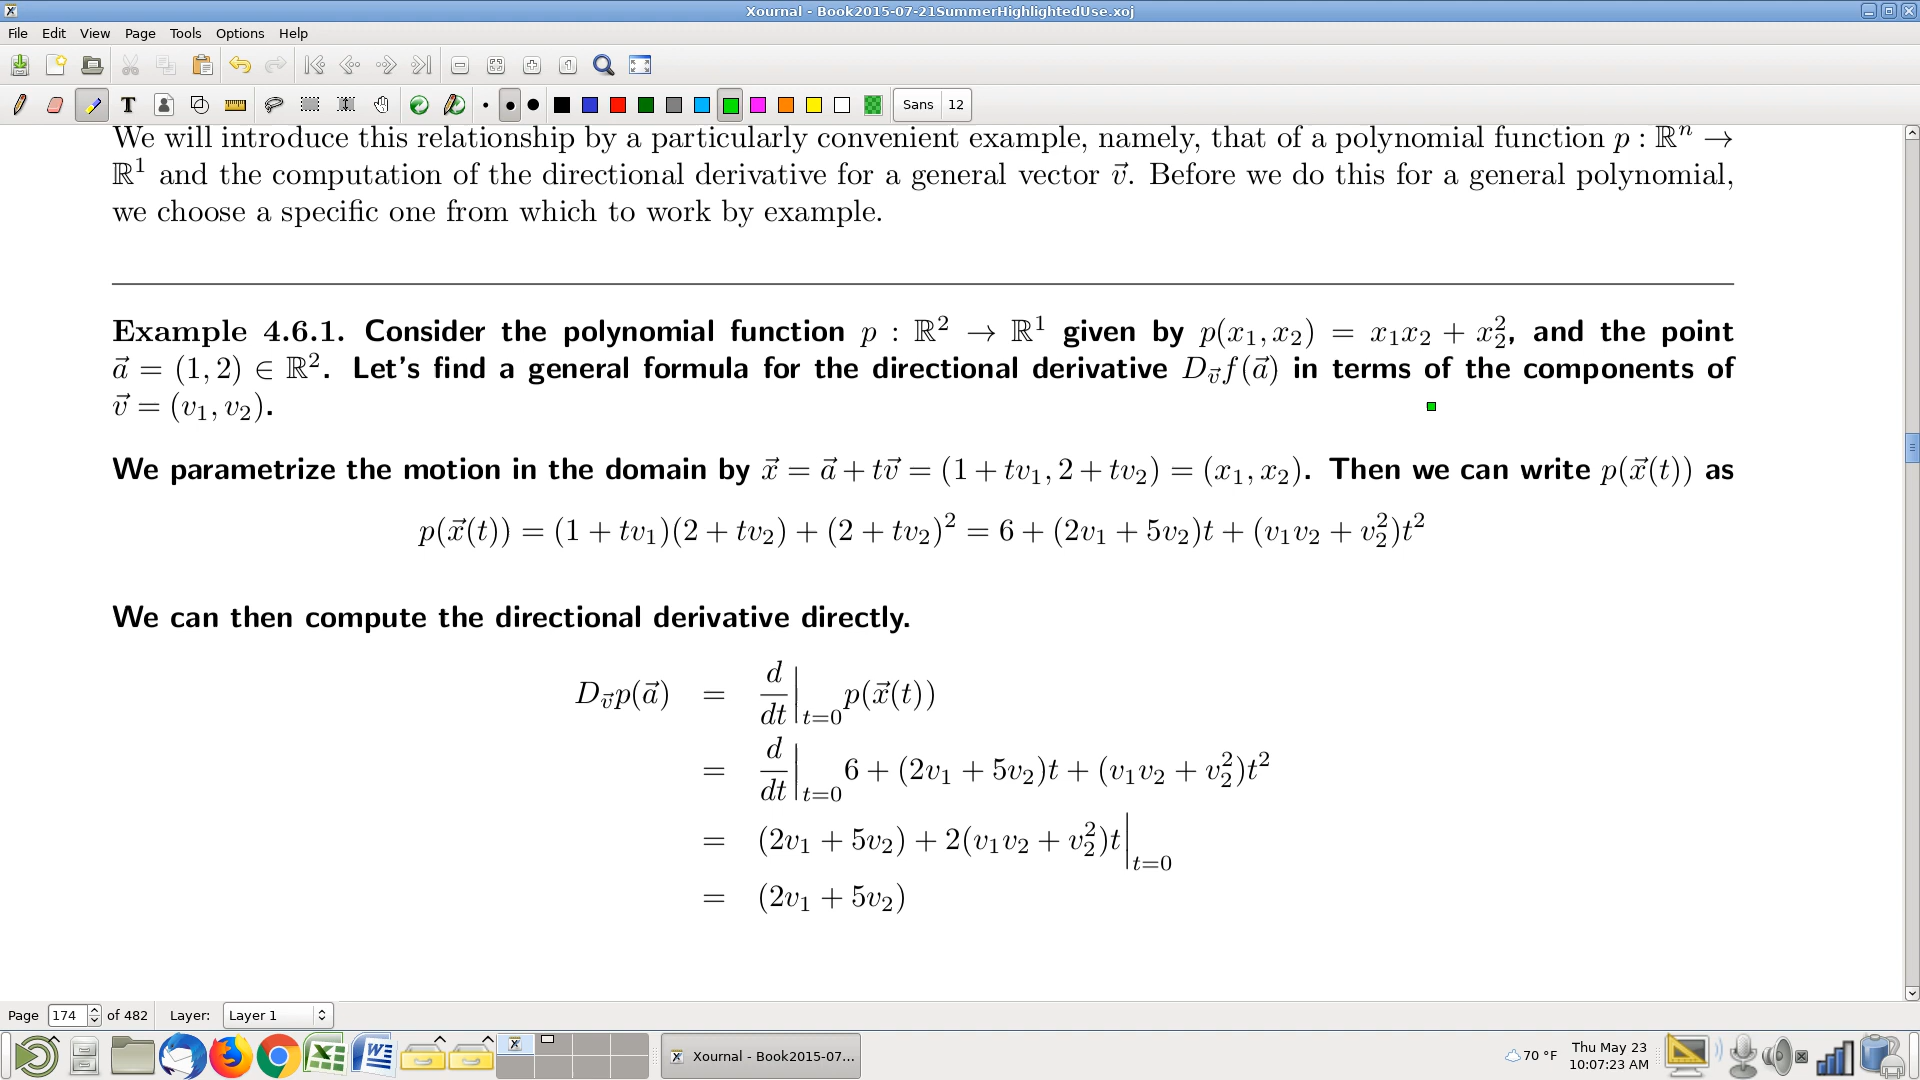 Xournal - Book2015-07-21SummerHighlightedUse.xoj
File Edit View Page Tools Options Help
Sans 12
We will introduce this relationship by a particularly convenient example, namely, that of a polynomial function p : ℝⁿ →
ℝ¹ and the computation of the directional derivative for a general vector v⃗. Before we do this for a general polynomial,
we choose a specific one from which to work by example.
Example 4.6.1. Consider the polynomial function p : ℝ² → ℝ¹ given by p(x₁, x₂) = x₁x₂ + x₂², and the point
a⃗ = (1, 2) ∈ ℝ². Let's find a general formula for the directional derivative D_v⃗ f(a⃗) in terms of the components of
v⃗ = (v₁, v₂).
We parametrize the motion in the domain by x⃗ = a⃗ + tv⃗ = (1 + tv₁, 2 + tv₂) = (x₁, x₂). Then we can write p(x⃗(t)) as
p(x⃗(t)) = (1 + tv₁)(2 + tv₂) + (2 + tv₂)² = 6 + (2v₁ + 5v₂)t + (v₁v₂ + v₂²)t²
We can then compute the directional derivative directly.
D_v⃗ p(a⃗) = d/dt|_{t=0} p(x⃗(t))
= d/dt|_{t=0} 6 + (2v₁ + 5v₂)t + (v₁v₂ + v₂²)t²
= (2v₁ + 5v₂) + 2(v₁v₂ + v₂²)t|_{t=0}
= (2v₁ + 5v₂)
Page 174 of 482 Layer: Layer 1
Xournal - Book2015-07...
70 °F
Thu May 23
10:07:23 AM